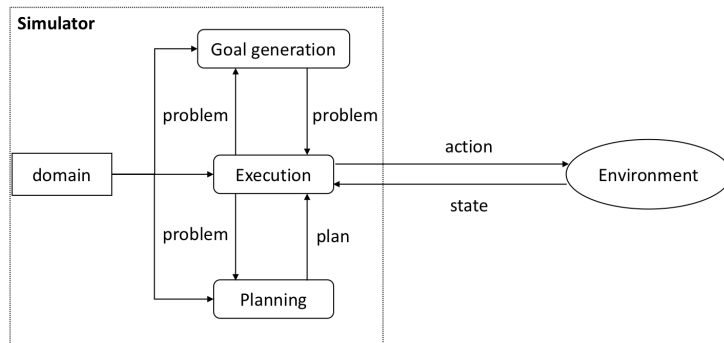 Simulator
Goal generation
problem
problem
action
domain
Execution
Environment
state
problem
plan
Planning